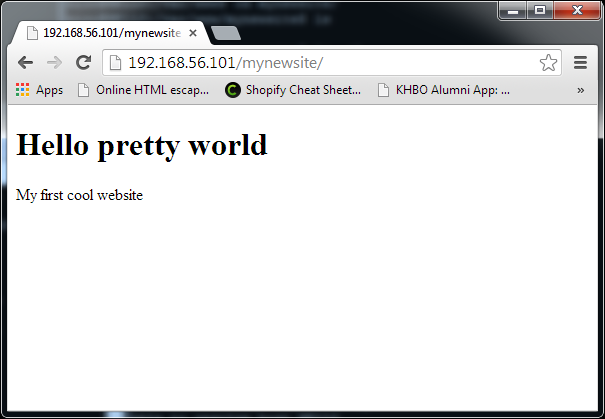 192.168.56.101/mynewsite
192.168.56.101/mynewsite/
Apps Online HTML escap... Shopify Cheat Sheet... KHBO Alumni App: ... »
Hello pretty world
My first cool website